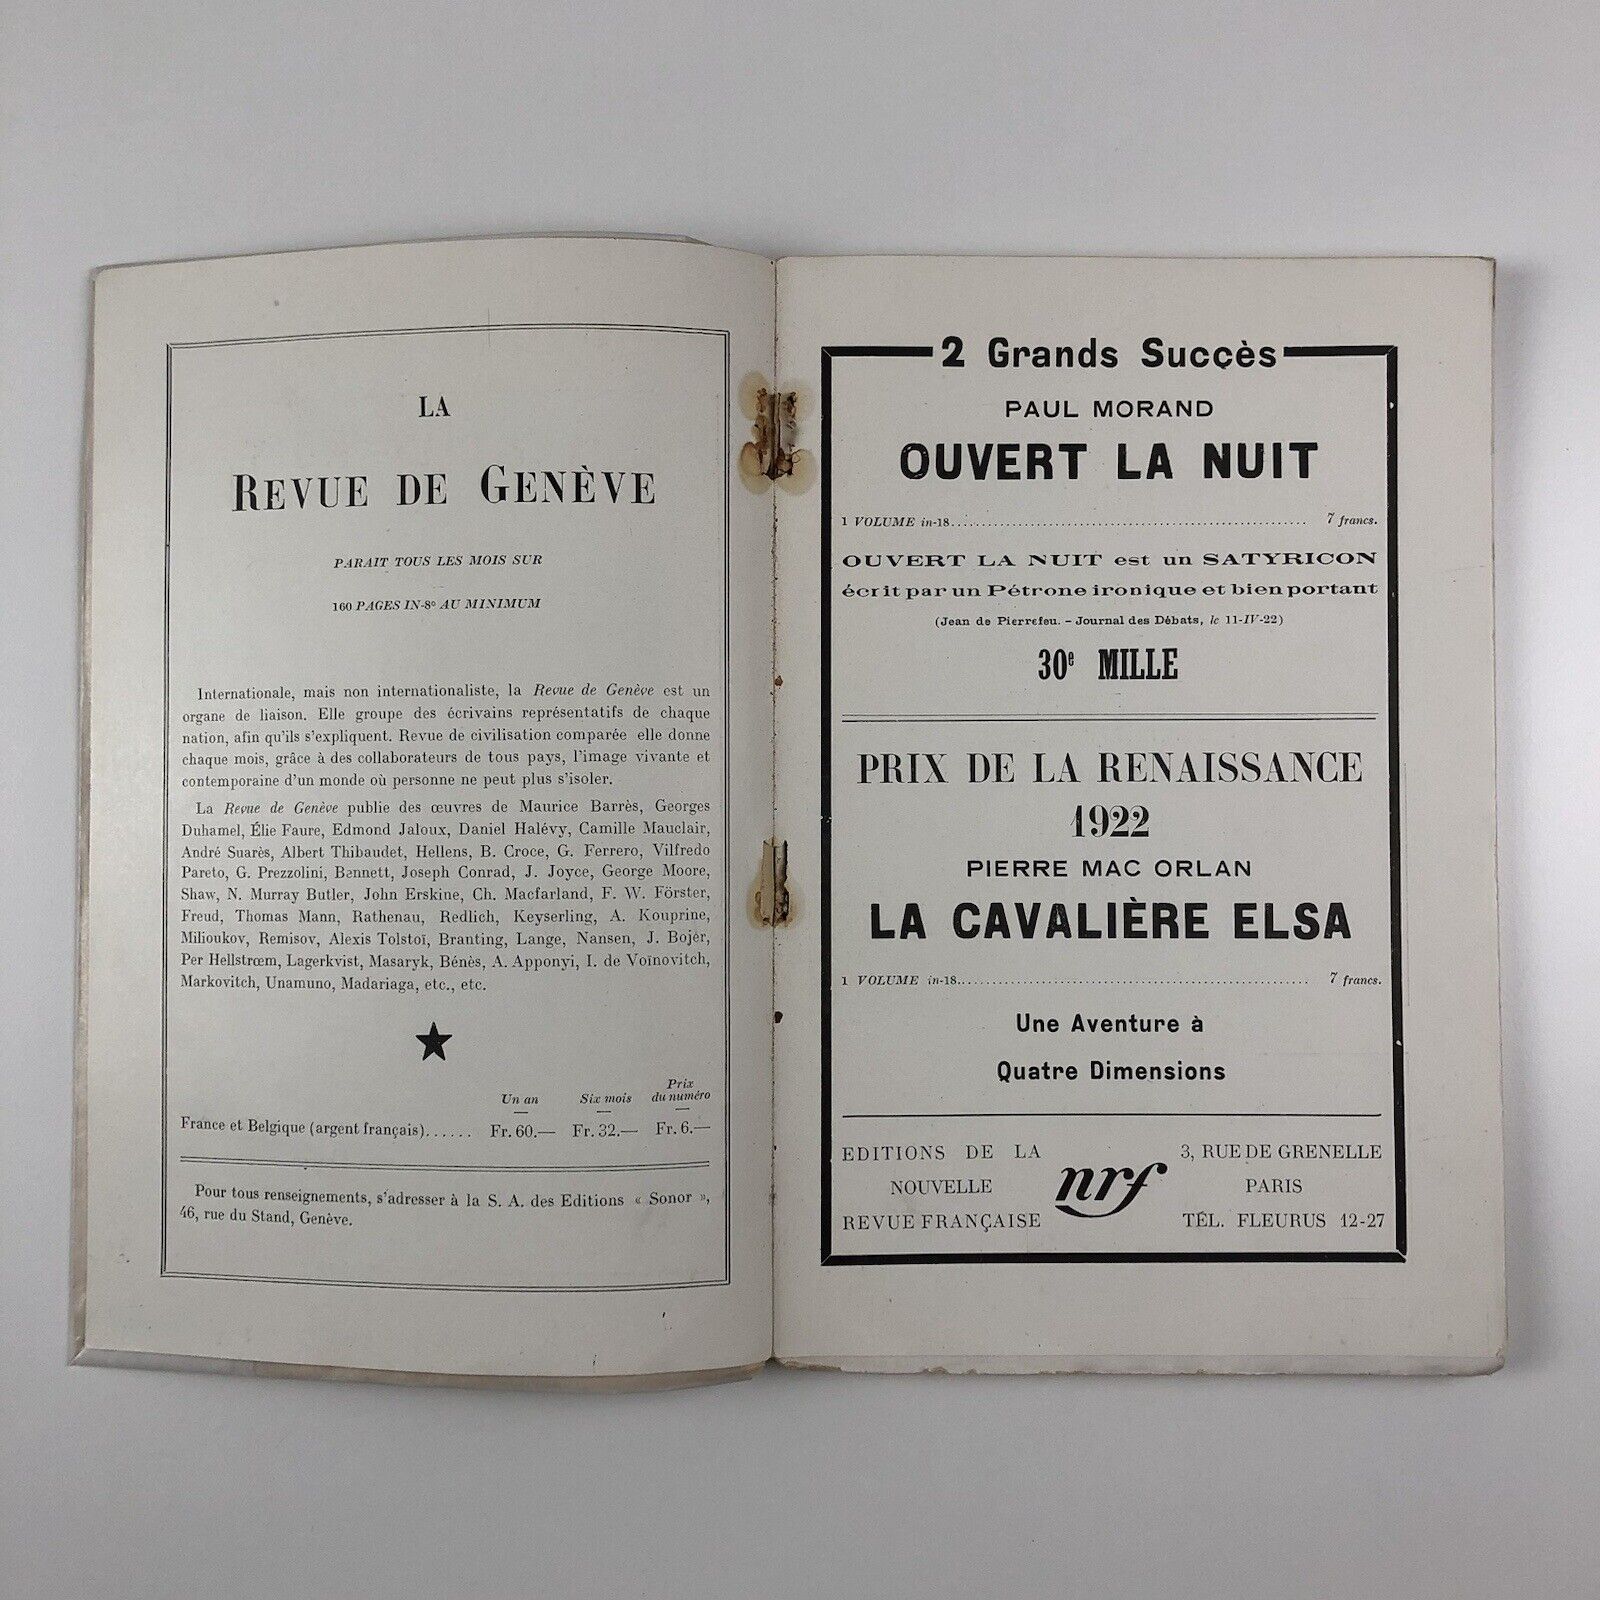 LA
REVUE DE GENÈVE
PARAIT TOUS LES MOIS SUR
160 PAGES IN-8º AU MINIMUM
Internationale, mais non internationaliste, la Revue de Genève est un
organe de liaison. Elle groupe des écrivains représentatifs de chaque
nation, afin qu'ils s'expliquent. Revue de civilisation comparée elle donne
chaque mois, grâce à des collaborateurs de tous pays, l'image vivante et
contemporaine d'un monde où personne ne peut plus s'isoler.
La Revue de Genève publie des œuvres de Maurice Barrès, Georges
Duhamel, Élie Faure, Edmond Jaloux, Daniel Halévy, Camille Mauclair,
André Suarès, Albert Thibaudet, Hellens, B. Croce, G. Ferrero, Vilfredo
Pareto, G. Prezzolini, Bennett, Joseph Conrad, J. Joyce, George Moore,
Shaw, N. Murray Butler, John Erskine, Ch. Macfarland, F. W. Förster,
Freud, Thomas Mann, Rathenau, Redlich, Keyserling, A. Kouprine,
Milioukov, Remisov, Alexis Tolstoï, Branting, Lange, Nansen, J. Bojér,
Per Hellstrœm, Lagerkvist, Masaryk, Bénès, A. Apponyi, I. de Voïnovitch,
Markovitch, Unamuno, Madariaga, etc., etc.
Un an Six mois Prix du numéro
France et Belgique (argent français)...... Fr. 60.— Fr. 32.— Fr. 6.—
Pour tous renseignements, s'adresser à la S. A. des Editions « Sonor »,
46, rue du Stand, Genève.
2 Grands Succès
PAUL MORAND
OUVERT LA NUIT
1 VOLUME in-18.......................................................... 7 francs.
OUVERT LA NUIT est un SATYRICON
écrit par un Pétrone ironique et bien portant
(Jean de Pierrefeu. - Journal des Débats, le 11-IV-22)
30e MILLE
PRIX DE LA RENAISSANCE
1922
PIERRE MAC ORLAN
LA CAVALIÈRE ELSA
1 VOLUME in-18.......................................................... 7 francs.
Une Aventure à
Quatre Dimensions
EDITIONS DE LA
NOUVELLE
REVUE FRANÇAISE
nrf
3, RUE DE GRENELLE
PARIS
TÉL. FLEURUS 12-27